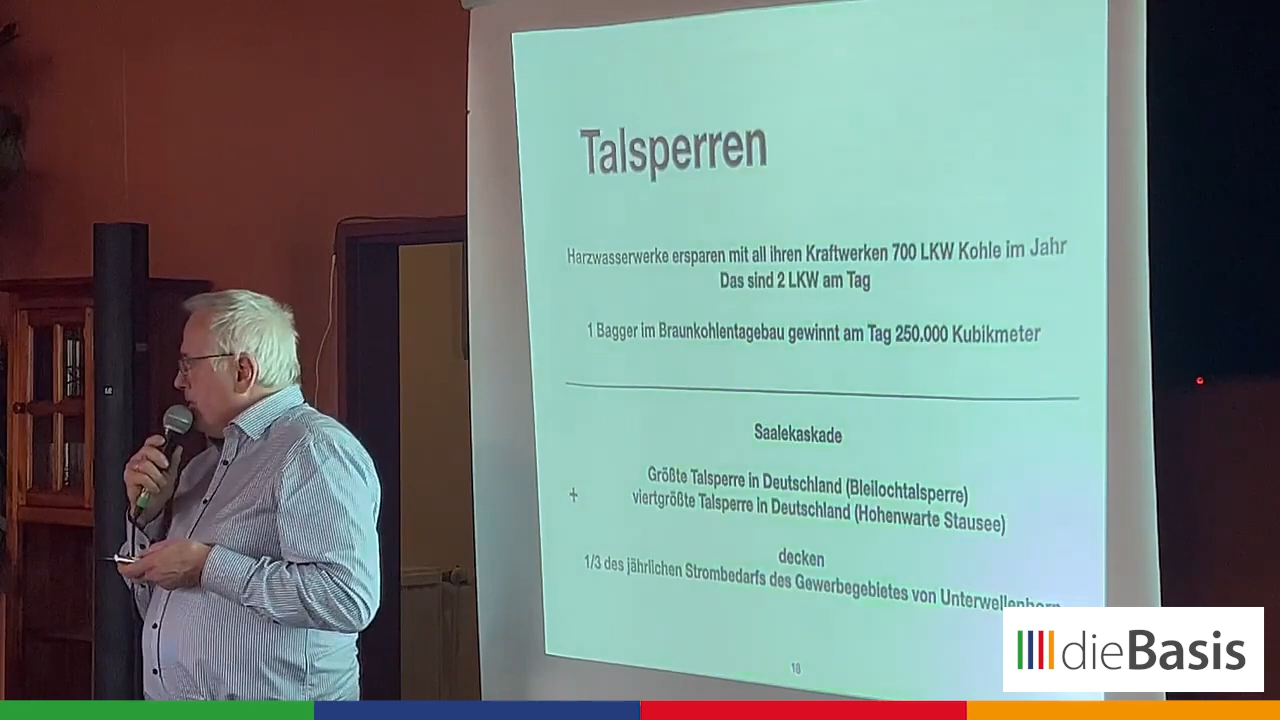 Talsperren
Harzwasserwerke ersparen mit all ihren Kraftwerken 700 LKW Kohle im Jahr
Das sind 2 LKW am Tag
1 Bagger im Braunkohlentagebau gewinnt am Tag 250.000 Kubikmeter
Saalekaskade
Größte Talsperre in Deutschland (Bleilochtalsperre)
+
viertgrößte Talsperre in Deutschland (Hohenwarte Stausee)
decken
1/3 des jährlichen Strombedarfs des Gewerbegebietes von
18
dieBasis